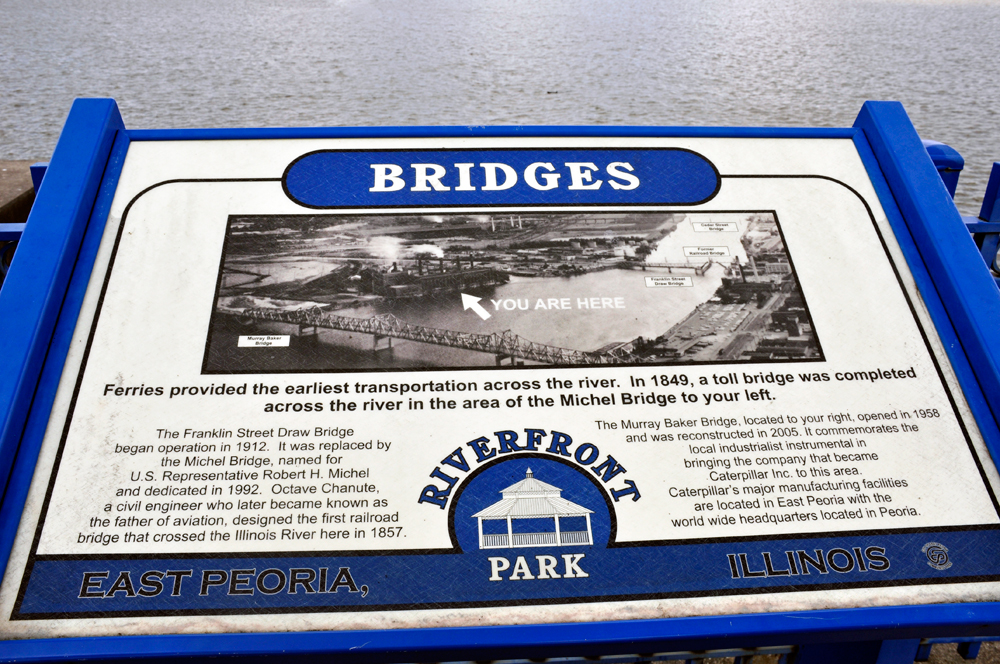 BRIDGES
Cedar Street
Bridge
Former
Railroad Bridge
Franklin Street
Draw Bridge
YOU ARE HERE
Murray Baker
Bridge
Ferries provided the earliest transportation across the river. In 1849, a toll bridge was completed
across the river in the area of the Michel Bridge to your left.
The Franklin Street Draw Bridge
began operation in 1912. It was replaced by
the Michel Bridge, named for
U.S. Representative Robert H. Michel
and dedicated in 1992. Octave Chanute,
a civil engineer who later became known as
the father of aviation, designed the first railroad
bridge that crossed the Illinois River here in 1857.
The Murray Baker Bridge, located to your right, opened in 1958
and was reconstructed in 2005. It commemorates the
local industrialist instrumental in
bringing the company that became
Caterpillar Inc. to this area.
Caterpillar's major manufacturing facilities
are located in East Peoria with the
world wide headquarters located in Peoria.
RIVERFRONT
PARK
EAST PEORIA,
ILLINOIS